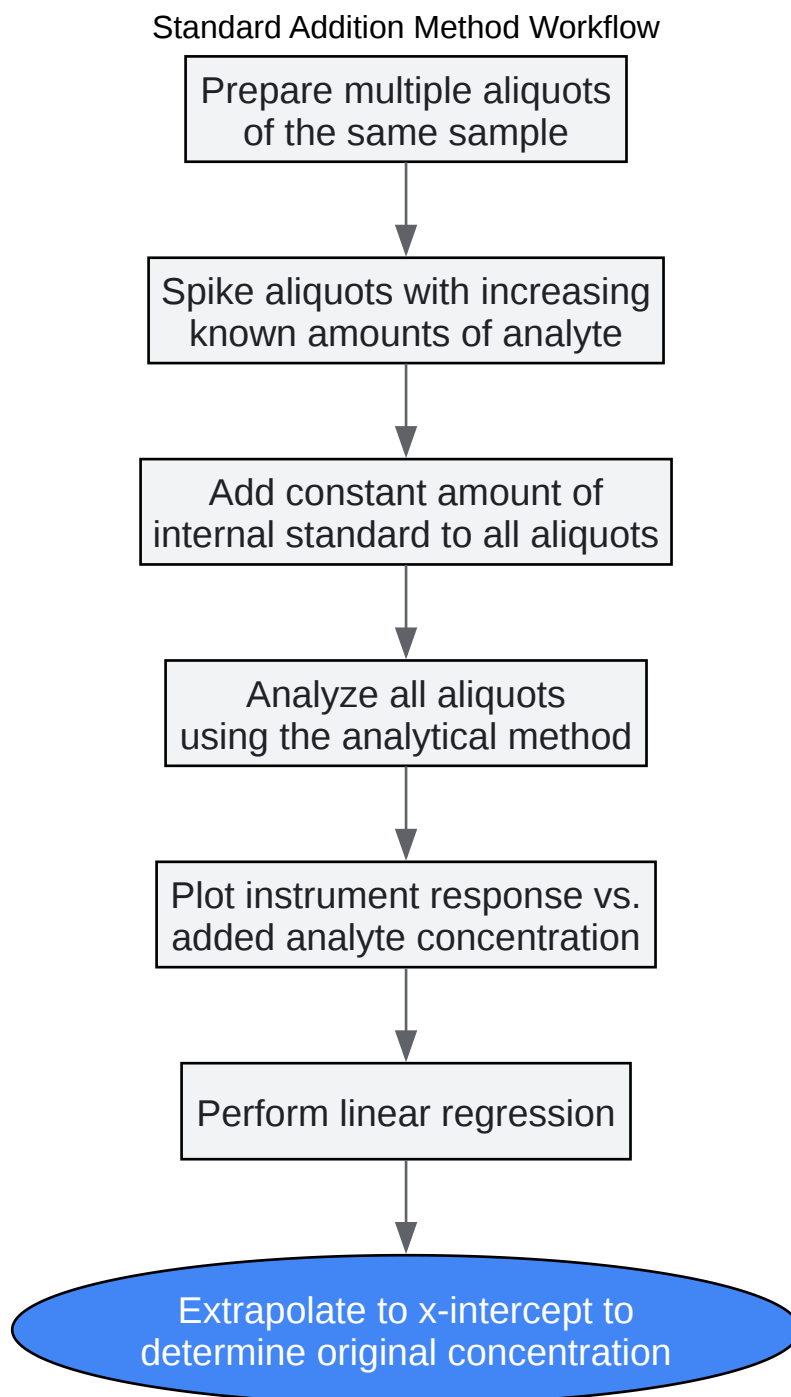 Standard Addition Method Workflow
Prepare multiple aliquots
of the same sample
Spike aliquots with increasing
known amounts of analyte
Add constant amount of
internal standard to all aliquots
Analyze all aliquots
using the analytical method
Plot instrument response vs.
added analyte concentration
Perform linear regression
Extrapolate to x-intercept to
determine original concentration